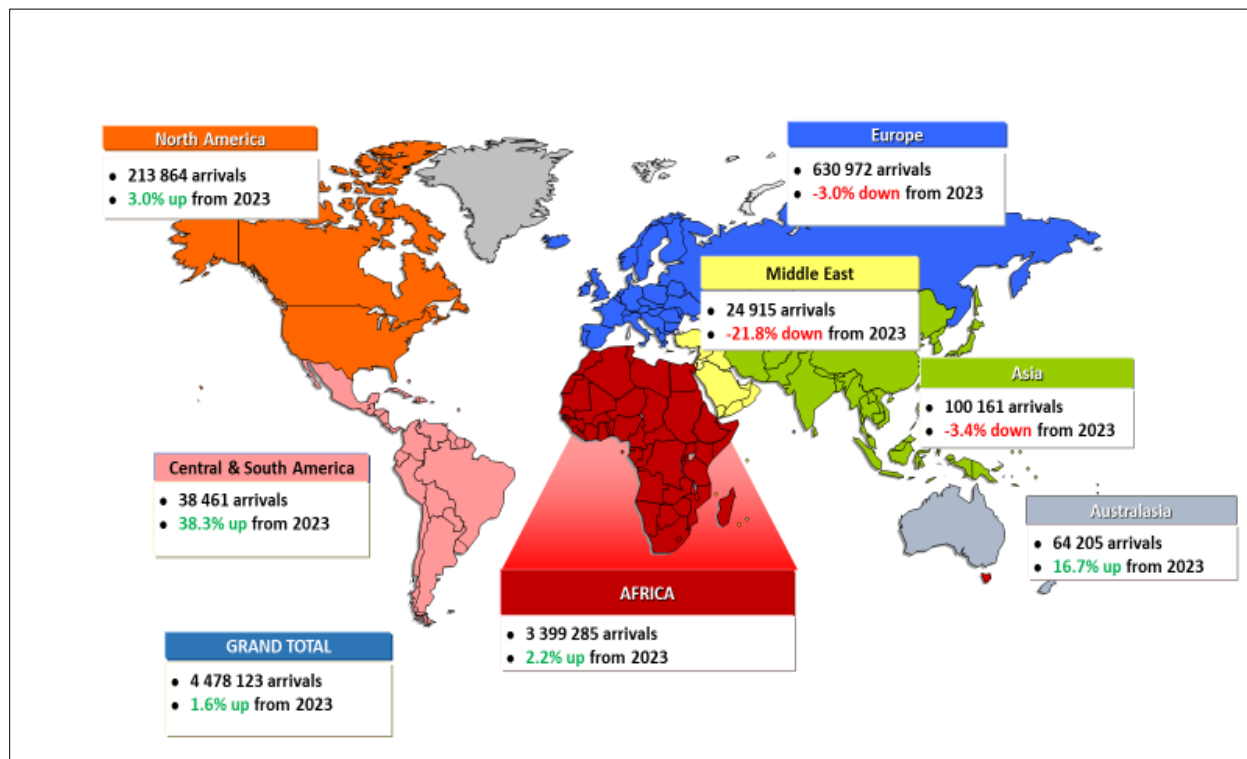 North America
● 213 864 arrivals
● 3.0% up from 2023
Europe
● 630 972 arrivals
● -3.0% down from 2023
Middle East
● 24 915 arrivals
● -21.8% down from 2023
Asia
● 100 161 arrivals
● -3.4% down from 2023
Central & South America
● 38 461 arrivals
● 38.3% up from 2023
Australasia
● 64 205 arrivals
● 16.7% up from 2023
AFRICA
● 3 399 285 arrivals
● 2.2% up from 2023
GRAND TOTAL
● 4 478 123 arrivals
● 1.6% up from 2023